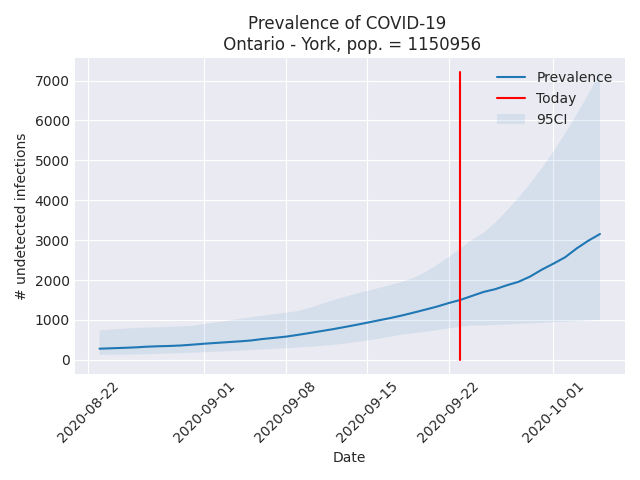 Prevalence of COVID-19
Ontario - York, pop. = 1150956
7000
6000
5000
4000
3000
2000
1000
0
# undetected infections
Prevalence
Today
95CI
2020-08-22
2020-09-01
2020-09-08
2020-09-15
2020-09-22
2020-10-01
Date